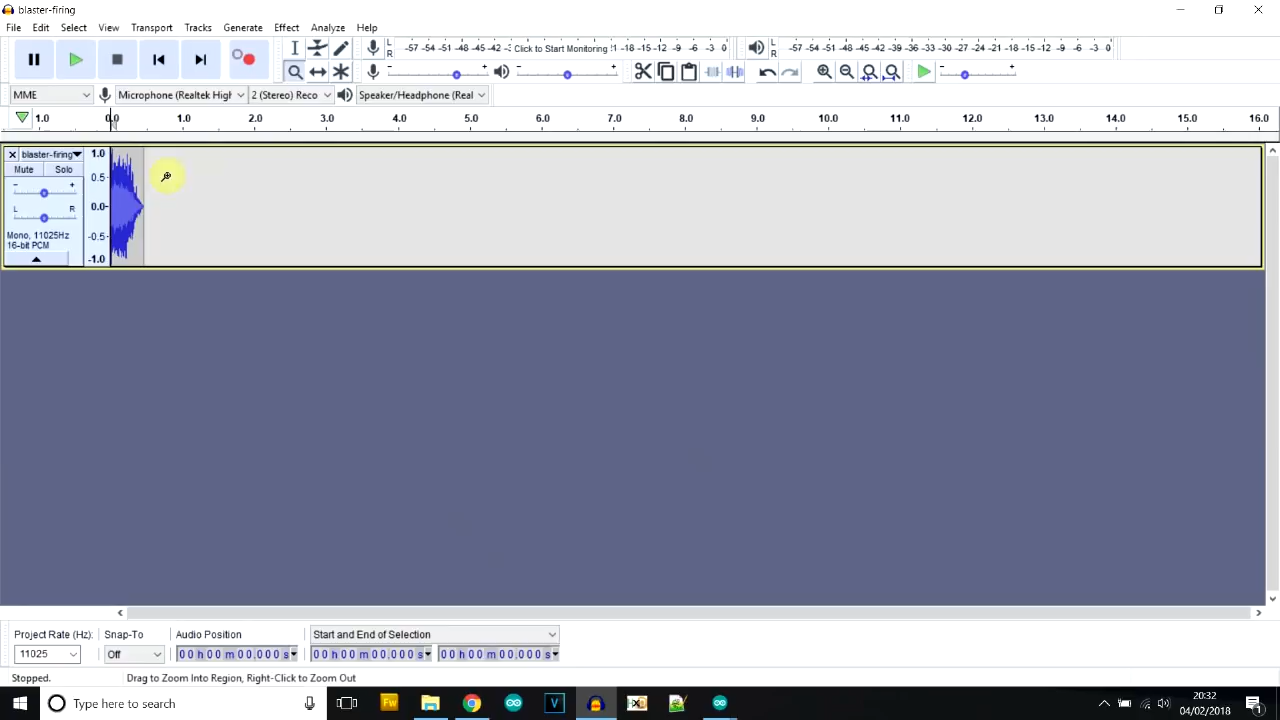 blaster-firing
File Edit Select View Transport Tracks Generate Effect Analyze Help
L R -57 -54 -51 -48 -45 -42 -3 Click to Start Monitoring !1 -18 -15 -12 -9 -6 -3 0 L R -57 -54 -51 -48 -45 -42 -39 -36 -33 -30 -27 -24 -21 -18 -15 -12 -9 -6 -3 0
- + - + - +
MME Microphone (Realtek High 2 (Stereo) Reco Speaker/Headphone (Real
1.0 0.0 1.0 2.0 3.0 4.0 5.0 6.0 7.0 8.0 9.0 10.0 11.0 12.0 13.0 14.0 15.0 16.0
blaster-firing 1.0
Mute Solo
0.5-
- +
L R 0.0-
Mono, 11025Hz
-0.5-
16-bit PCM
-1.0
Project Rate (Hz): Snap-To Audio Position Start and End of Selection
11025 Off 00 h 00 m 00.000 s 00 h 00 m 00.000 s 00 h 00 m 00.000 s
Stopped. Drag to Zoom Into Region, Right-Click to Zoom Out
Type here to search Fw V 20:32
04/02/2018 1